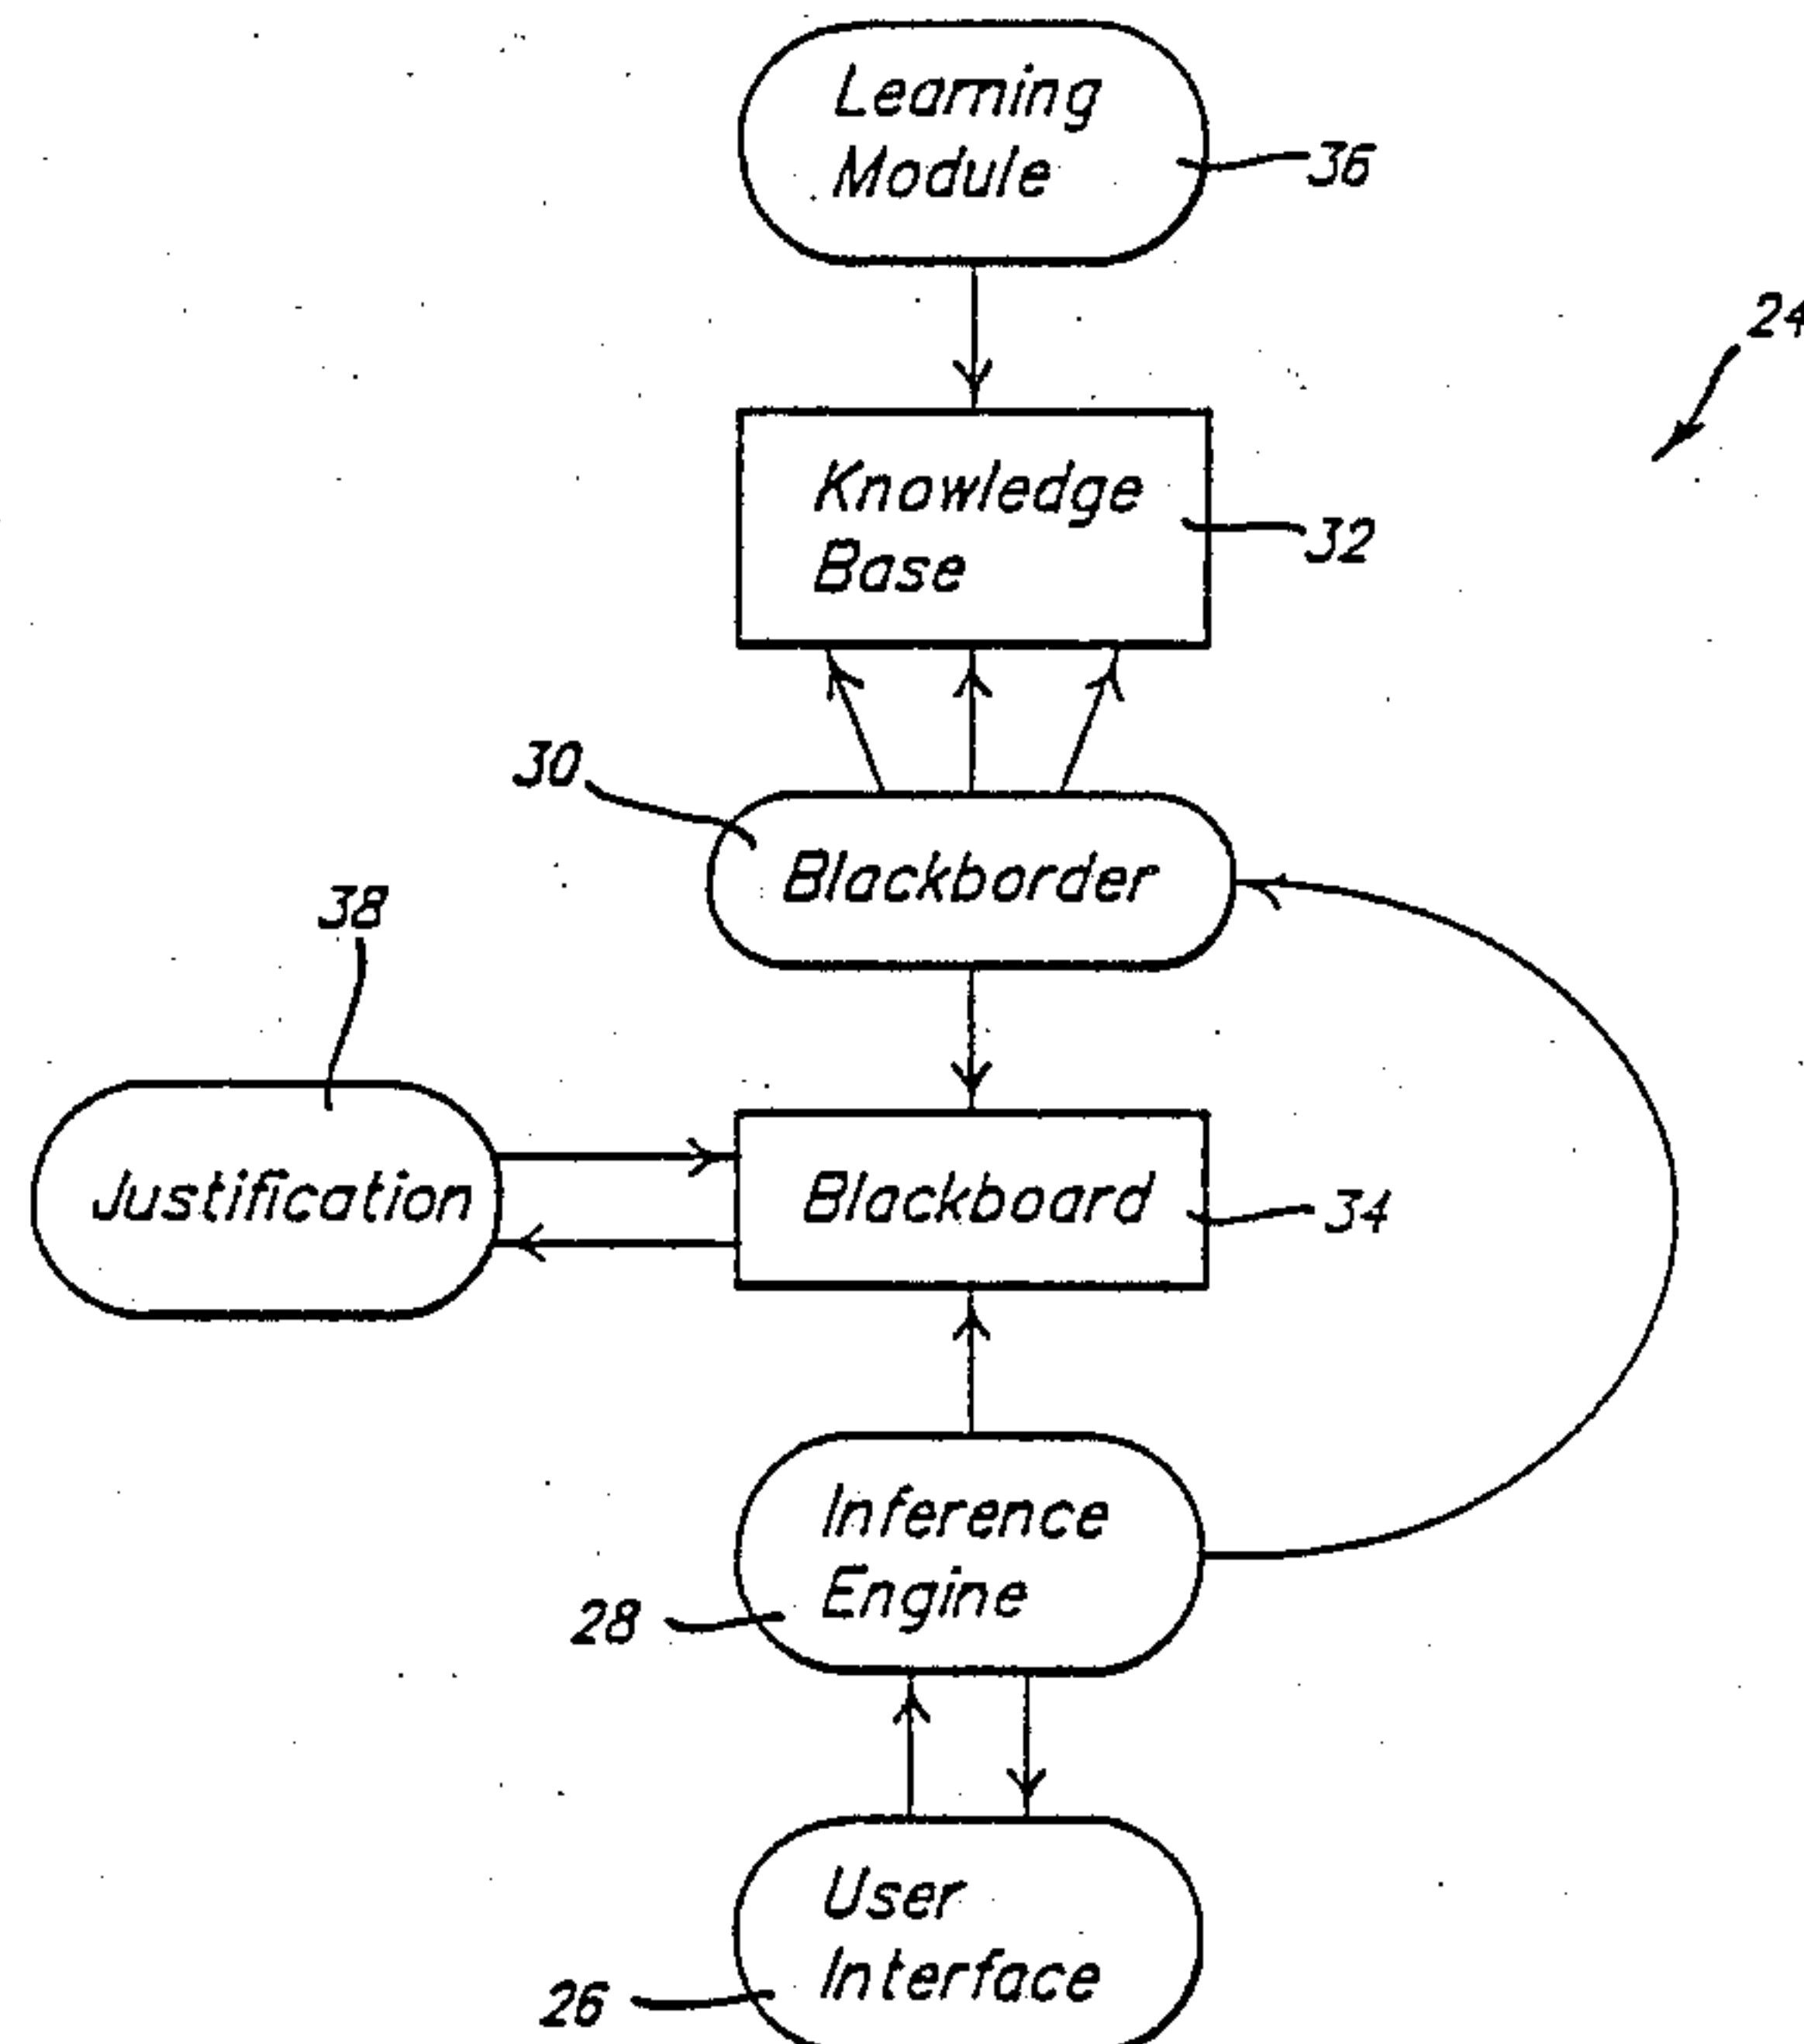 Learning
Module
36
24
Knowledge
Base
32
30
Blackborder
38
Justification
Blackboard
34
Inference
Engine
28
User
Interface
26